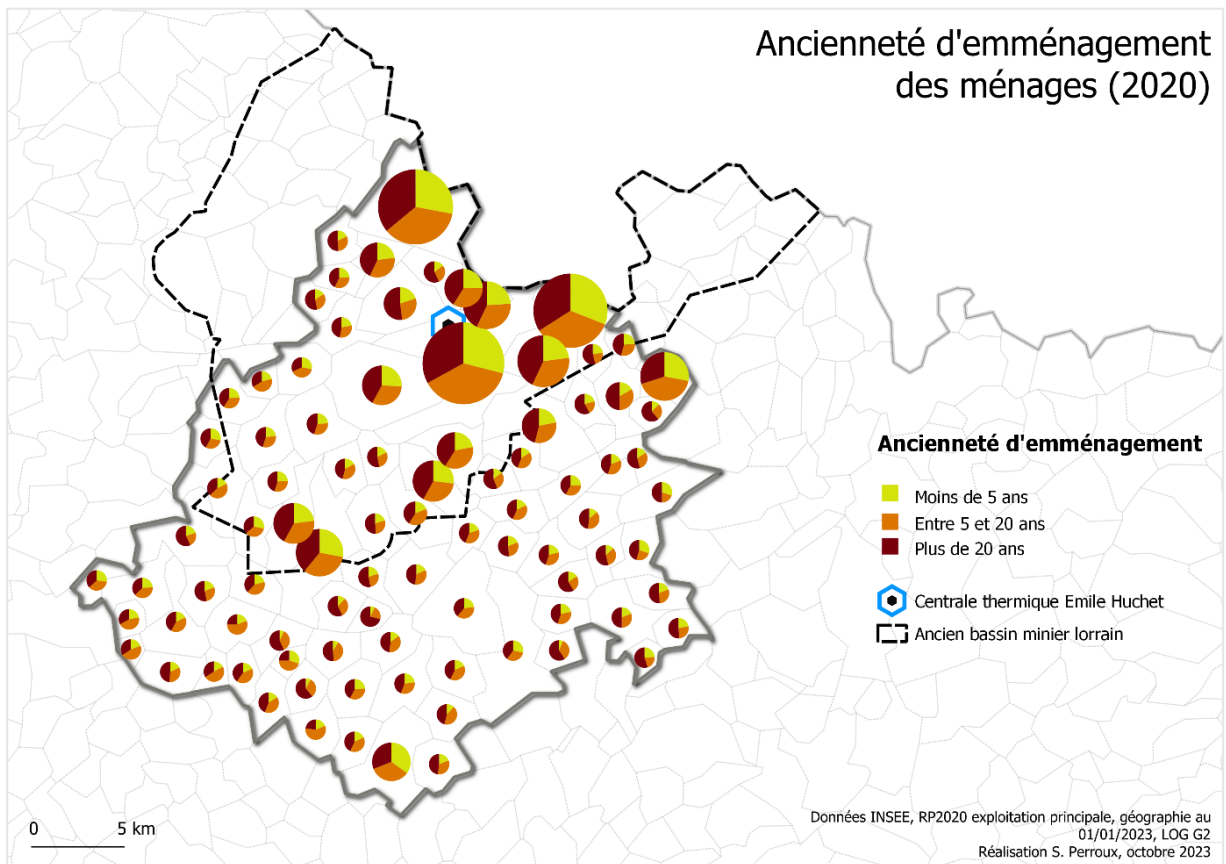 Ancienneté d'emménagement
des ménages (2020)
Ancienneté d'emménagement
Moins de 5 ans
Entre 5 et 20 ans
Plus de 20 ans
Centrale thermique Emile Huchet
Ancien bassin minier lorrain
0 5 km
Données INSEE, RP2020 exploitation principale, géographie au
01/01/2023, LOG G2
Réalisation S. Perroux, octobre 2023